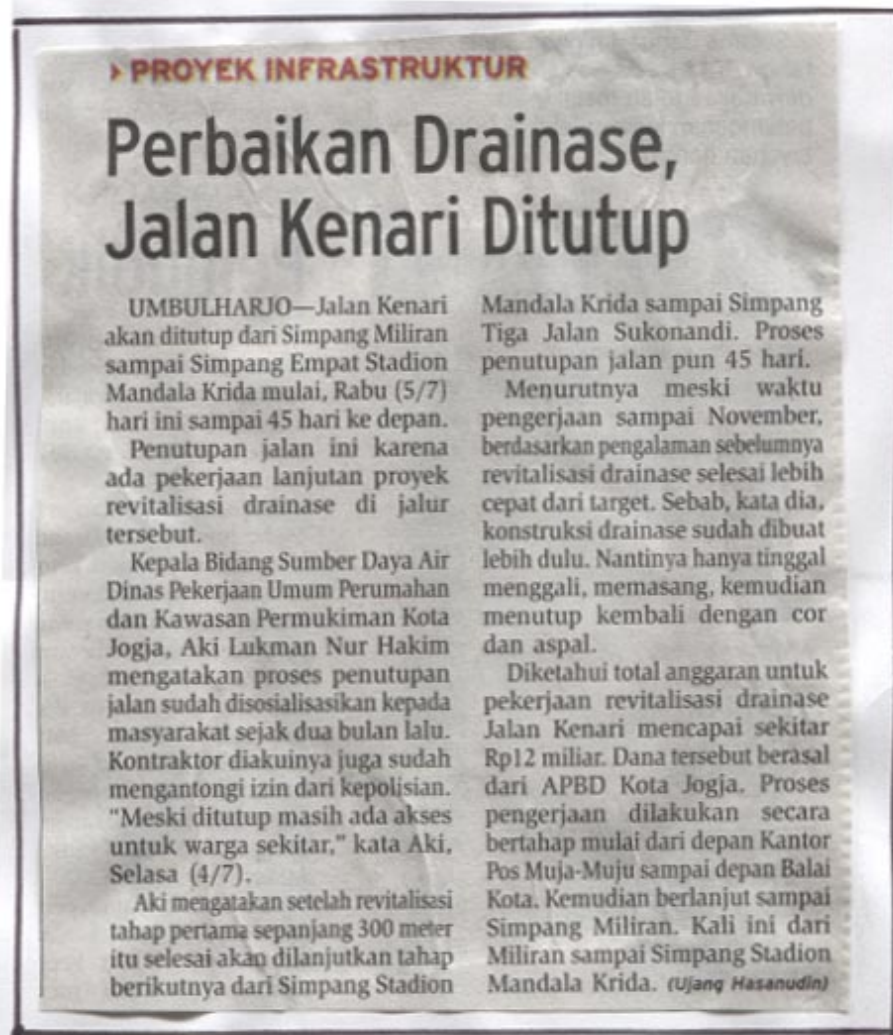 PROYEK INFRASTRUKTUR
Perbaikan Drainase,
Jalan Kenari Ditutup
UMBULHARJO—Jalan Kenari
akan ditutup dari Simpang Miliran
sampai Simpang Empat Stadion
Mandala Krida mulai, Rabu (5/7)
hari ini sampai 45 hari ke depan.
Penutupan jalan ini karena
ada pekerjaan lanjutan proyek
revitalisasi drainase di jalur
tersebut.
Kepala Bidang Sumber Daya Air
Dinas Pekerjaan Umum Perumahan
dan Kawasan Permukiman Kota
Jogja, Aki Lukman Nur Hakim
mengatakan proses penutupan
jalan sudah disosialisasikan kepada
masyarakat sejak dua bulan lalu.
Kontraktor diakuinya juga sudah
mengantongi izin dari kepolisian.
"Meski ditutup masih ada akses
untuk warga sekitar," kata Aki,
Selasa (4/7).
Aki mengatakan setelah revitalisasi
tahap pertama sepanjang 300 meter
itu selesai akan dilanjutkan tahap
berikutnya dari Simpang Stadion
Mandala Krida sampai Simpang
Tiga Jalan Sukonandi. Proses
penutupan jalan pun 45 hari.
Menurutnya meski waktu
pengerjaan sampai November,
berdasarkan pengalaman sebelumnya
revitalisasi drainase selesai lebih
cepat dari target. Sebab, kata dia,
konstruksi drainase sudah dibuat
lebih dulu. Nantinya hanya tinggal
menggali, memasang, kemudian
menutup kembali dengan cor
dan aspal.
Diketahui total anggaran untuk
pekerjaan revitalisasi drainase
Jalan Kenari mencapai sekitar
Rp12 miliar. Dana tersebut berasal
dari APBD Kota Jogja. Proses
pengerjaan dilakukan secara
bertahap mulai dari depan Kantor
Pos Muja-Muju sampai depan Balai
Kota. Kemudian berlanjut sampai
Simpang Miliran. Kali ini dari
Miliran sampai Simpang Stadion
Mandala Krida. (Ujang Hasanudin)